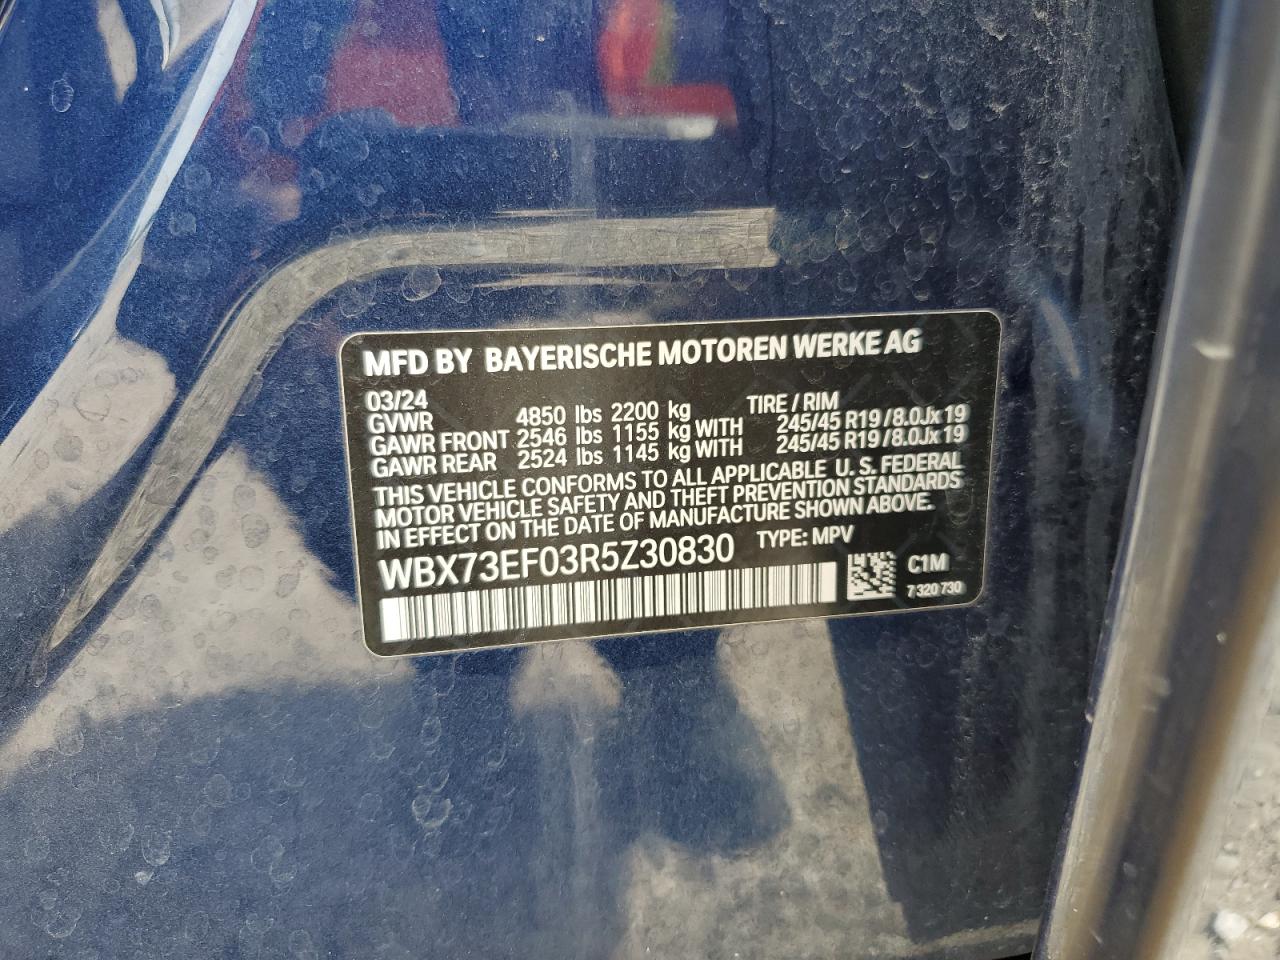 MFD BY BAYERISCHE MOTOREN WERKE AG
03/24
GVWR 4850 lbs 2200 kg TIRE / RIM
GAWR FRONT 2546 lbs 1155 kg WITH 245/45 R19 / 8.0Jx19
GAWR REAR 2524 lbs 1145 kg WITH 245/45 R19 / 8.0Jx19
THIS VEHICLE CONFORMS TO ALL APPLICABLE U.S. FEDERAL
MOTOR VEHICLE SAFETY AND THEFT PREVENTION STANDARDS
IN EFFECT ON THE DATE OF MANUFACTURE SHOWN ABOVE.
WBX73EF03R5Z30830 TYPE: MPV
C1M
7 320 730